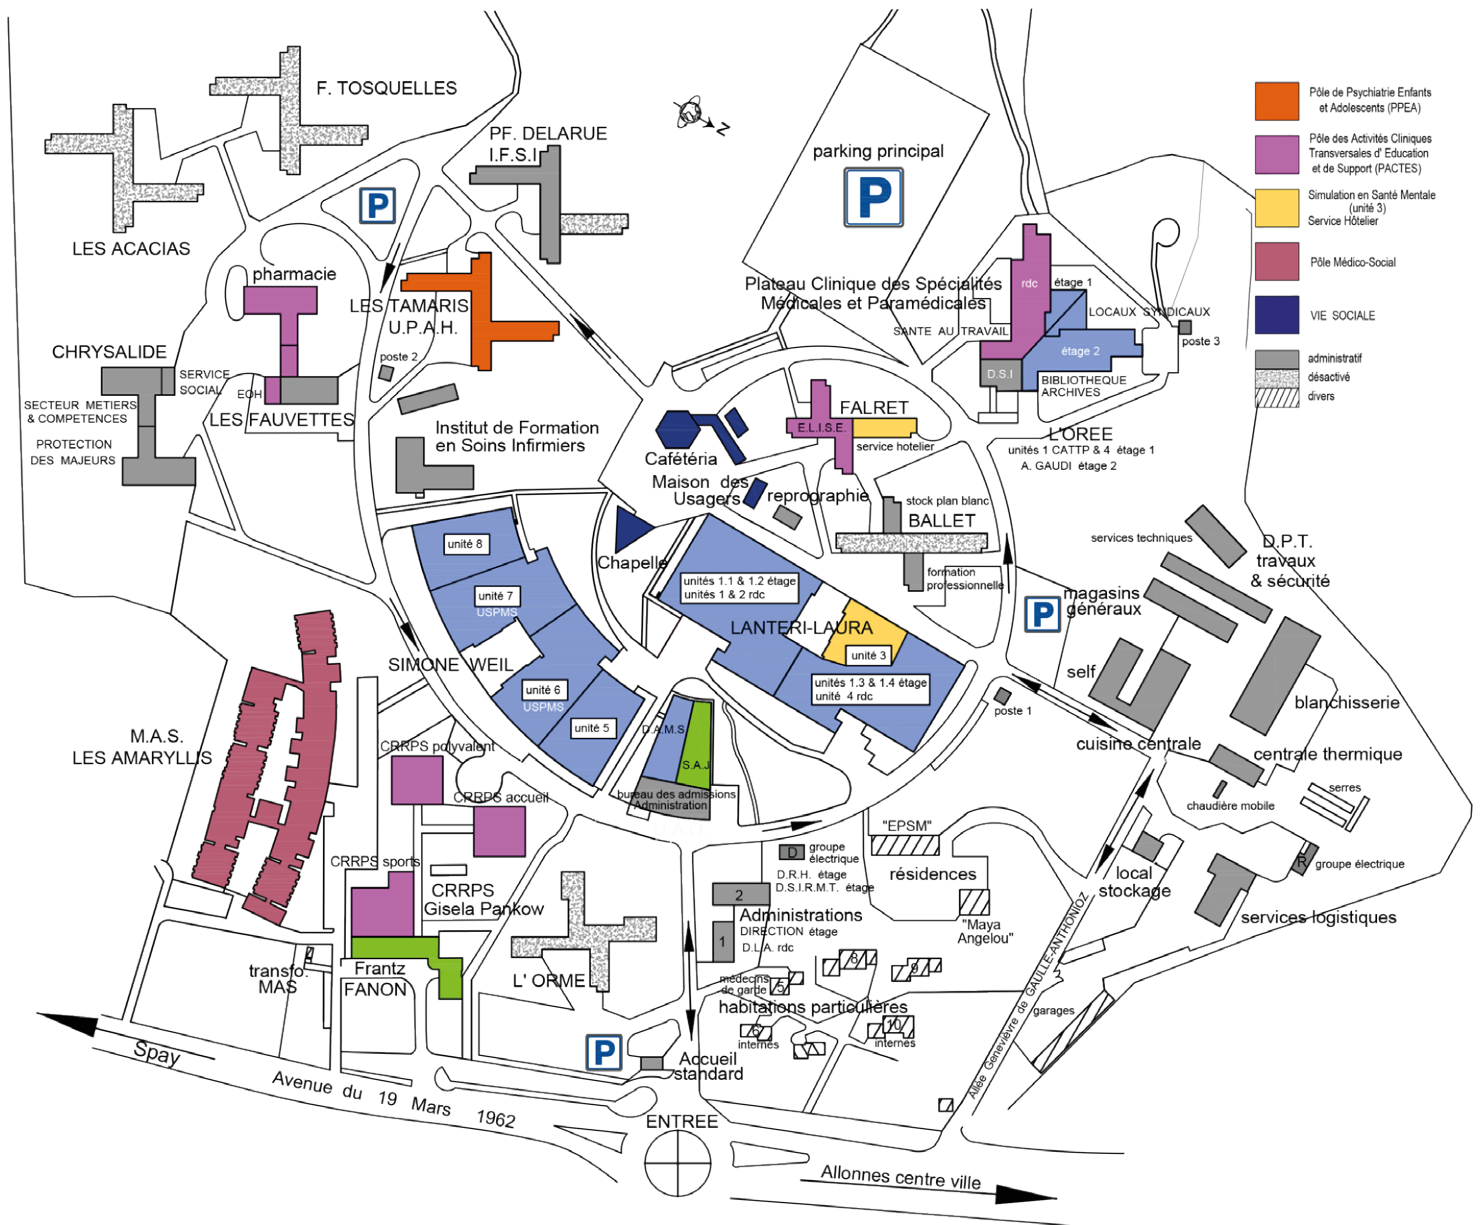 F. TOSQUELLES
PF. DELARUE
I.F.S.I
LES ACACIAS
P
N
parking principal
P
Pôle de Psychiatrie Enfants
et Adolescents (PPEA)
Pôle des Activités Cliniques
Transversales d' Education
et de Support (PACTES)
Simulation en Santé Mentale
(unité 3)
Service Hôtelier
Pôle Médico-Social
VIE SOCIALE
administratif
désactivé
divers
pharmacie
LES TAMARIS
U.P.A.H.
poste 2
CHRYSALIDE
SERVICE
SOCIAL
SECTEUR METIERS
& COMPETENCES
PROTECTION
DES MAJEURS
EOH
LES FAUVETTES
Institut de Formation
en Soins Infirmiers
Plateau Clinique des Spécialités
Médicales et Paramédicales
rdc
étage 1
LOCAUX SYNDICAUX
SANTE AU TRAVAIL
étage 2
poste 3
D.S.I
BIBLIOTHEQUE
ARCHIVES
L'OREE
unités 1 CATTP & 4 étage 1
A. GAUDI étage 2
FALRET
E.L.I.S.E.
service hotelier
Cafétéria
Maison des
Usagers
reprographie
stock plan blanc
BALLET
formation
professionnelle
Chapelle
unité 8
unité 7
USPMS
SIMONE WEIL
unité 6
USPMS
unité 5
unités 1.1 & 1.2 étage
unités 1 & 2 rdc
LANTERI-LAURA
unité 3
unités 1.3 & 1.4 étage
unité 4 rdc
D.A.M.S
S.A.J
bureau des admissions
Administration
services techniques
D.P.T.
travaux
& sécurité
P
magasins
généraux
self
poste 1
blanchisserie
cuisine centrale
centrale thermique
chaudière mobile
serres
R
groupe électrique
local
stockage
services logistiques
M.A.S.
LES AMARYLLIS
CRRPS polyvalent
CRRPS accueil
CRRPS sports
CRRPS
Gisela Pankow
transfo.
MAS
Frantz
FANON
L' ORME
"EPSM"
D
groupe
électrique
résidences
D.R.H. étage
D.S.I.R.M.T. étage
2
Administrations
DIRECTION étage
1
D.L.A. rdc
"Maya
Angelou"
8
9
médecins
de garde
5
habitations particulières
6
internes
10
internes
A
garages
Allée Geneviève de GAULLE-ANTHONIOZ
P
Accueil
standard
Spay
Avenue du 19 Mars 1962
ENTREE
Allonnes centre ville